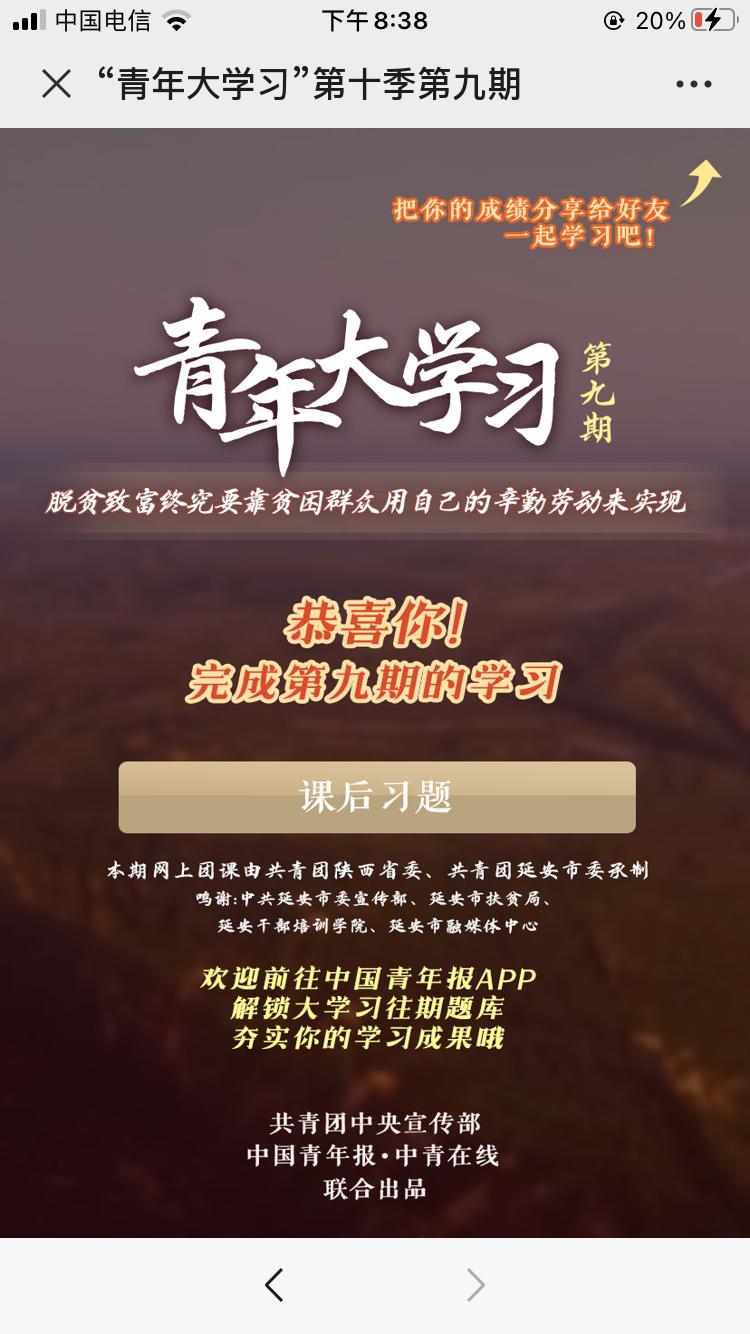 中国电信
下午8:38
20%
“青年大学习”第十季第九期
把你的成绩分享给好友
一起学习吧!
青年大学习
第九期
脱贫致富终究要靠贫困群众用自己的辛勤劳动来实现
恭喜你!
完成第九期的学习
课后习题
本期网上团课由共青团陕西省委、共青团延安市委承制
鸣谢:中共延安市委宣传部、延安市扶贫局、
延安干部培训学院、延安市融媒体中心
欢迎前往中国青年报APP
解锁大学习往期题库
夯实你的学习成果哦
共青团中央宣传部
中国青年报·中青在线
联合出品